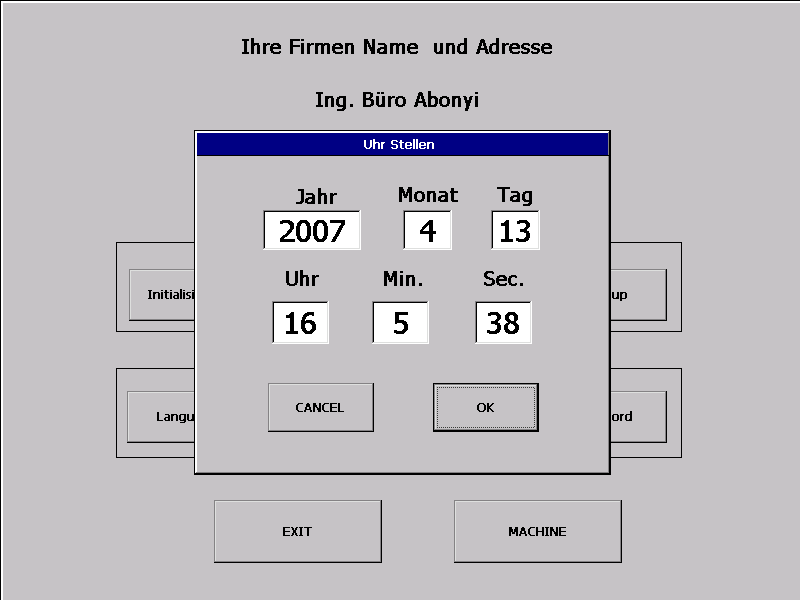 Ihre Firmen Name und Adresse
Ing. Büro Abonyi
Uhr Stellen
Jahr Monat Tag
2007 4 13
Uhr Min. Sec.
16 5 38
Initialisi up
CANCEL OK
Langu ord
EXIT MACHINE